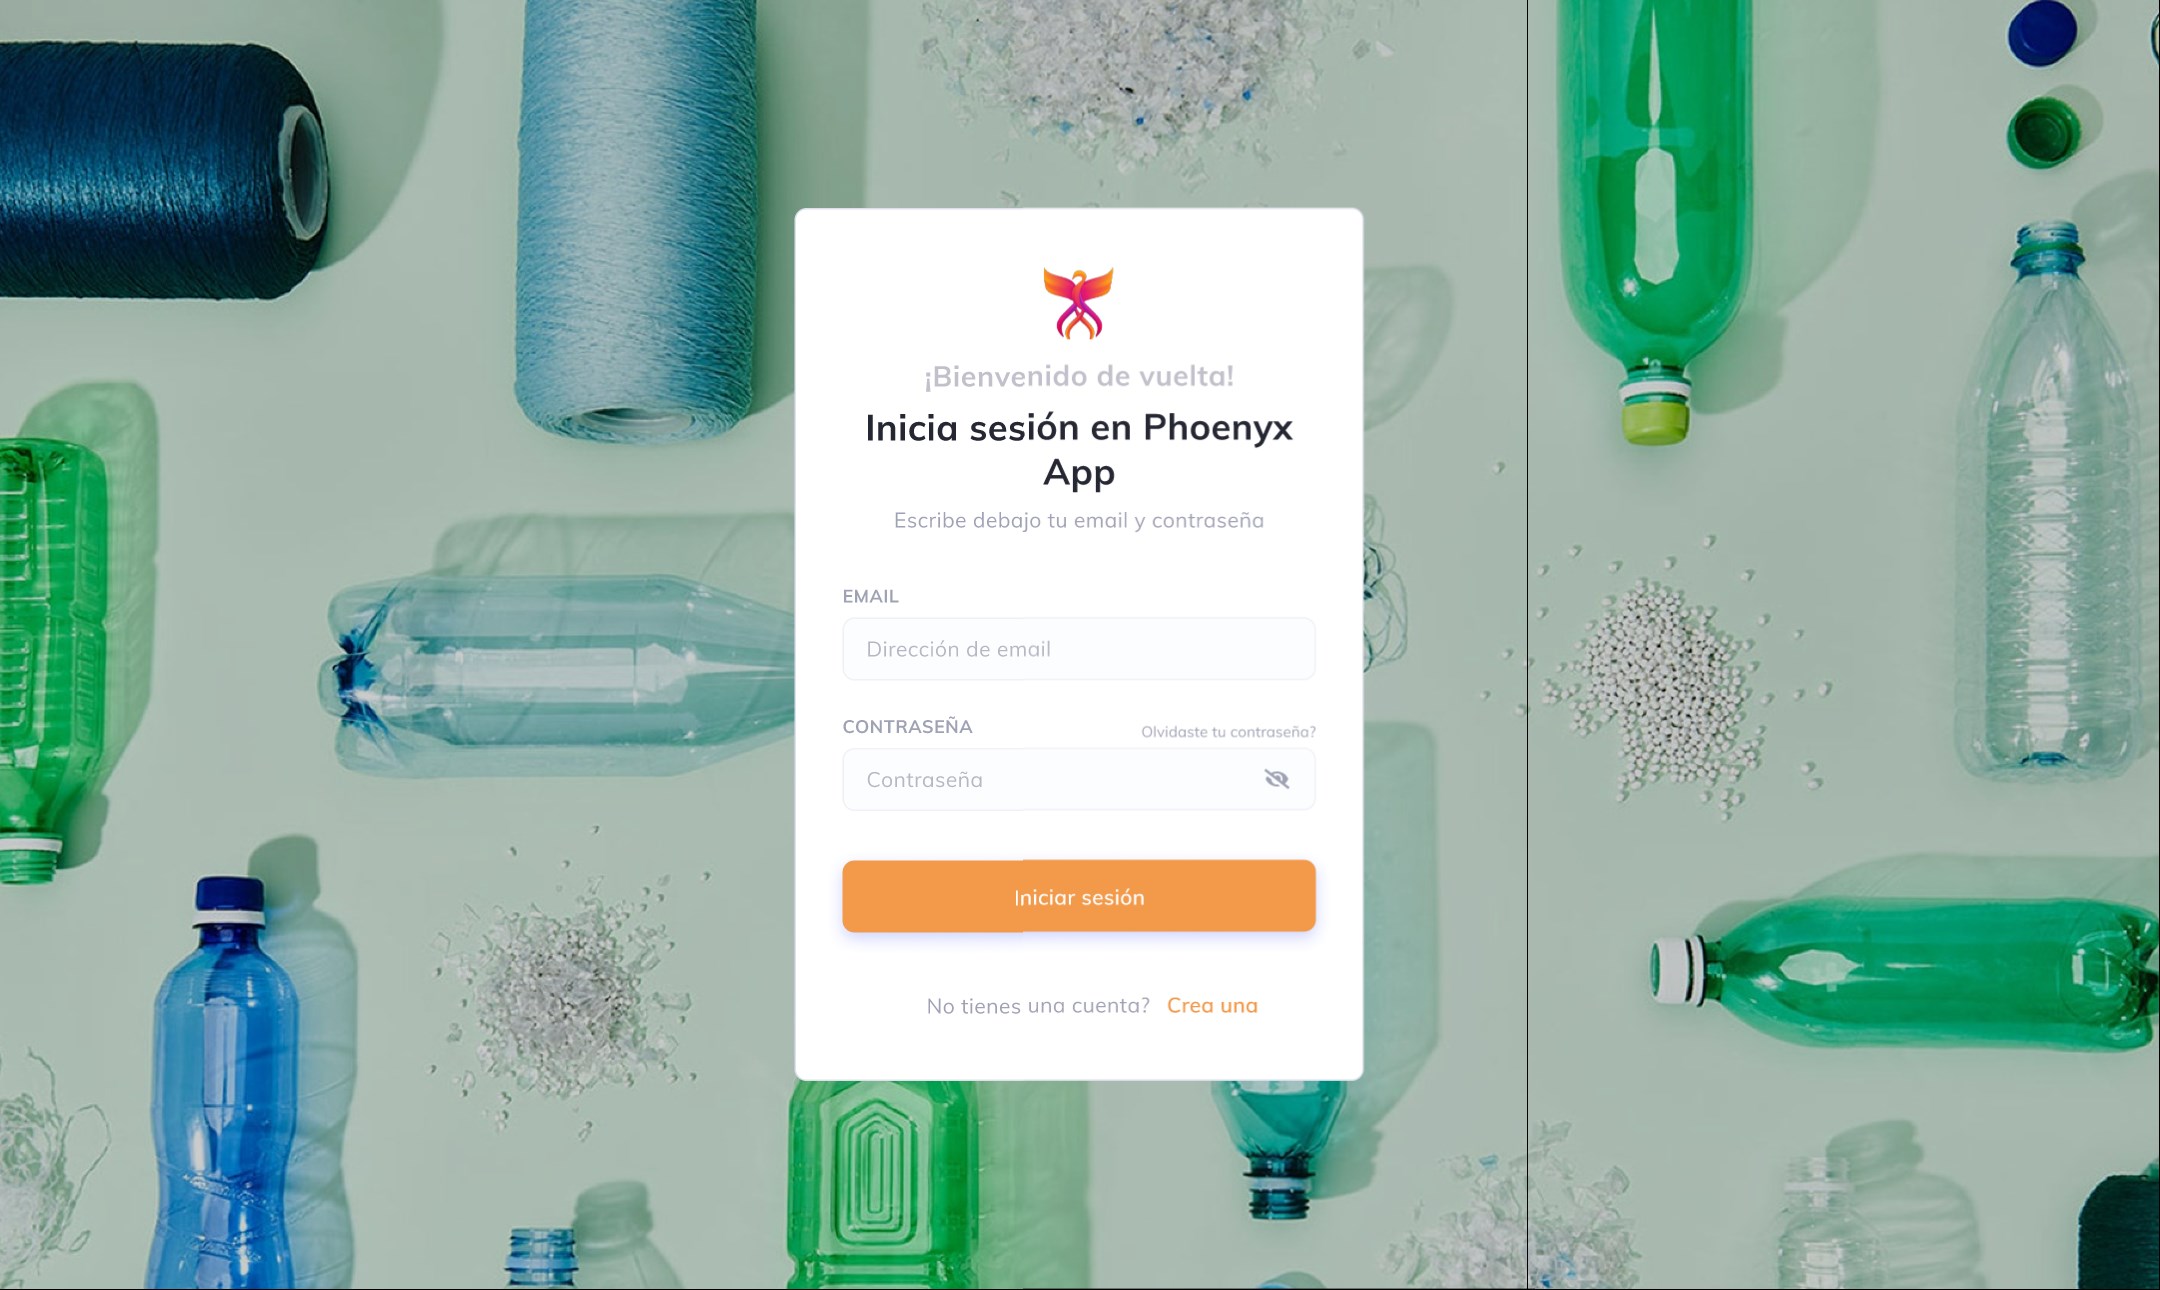 ¡Bienvenido de vuelta!
Inicia sesión en Phoenyx
App
Escribe debajo tu email y contraseña
EMAIL
Dirección de email
CONTRASEÑA
Olvidaste tu contraseña?
Contraseña
Iniciar sesión
No tienes una cuenta? Crea una